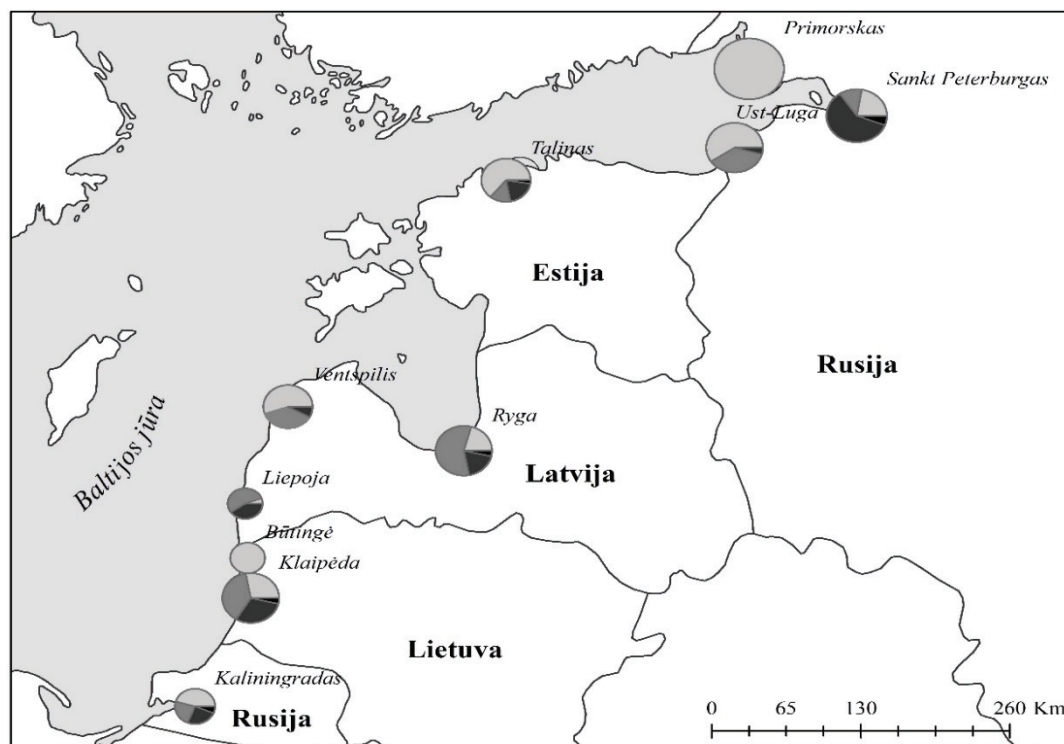 Primorskas
Sankt Peterburgas
Ust-Luga
Talinas
Estija
Rusija
Ventspilis
Ryga
Baltijos jūra
Latvija
Liepoja
Būtingė
Klaipėda
Lietuva
Kaliningradas
Rusija
0 65 130 260 Km